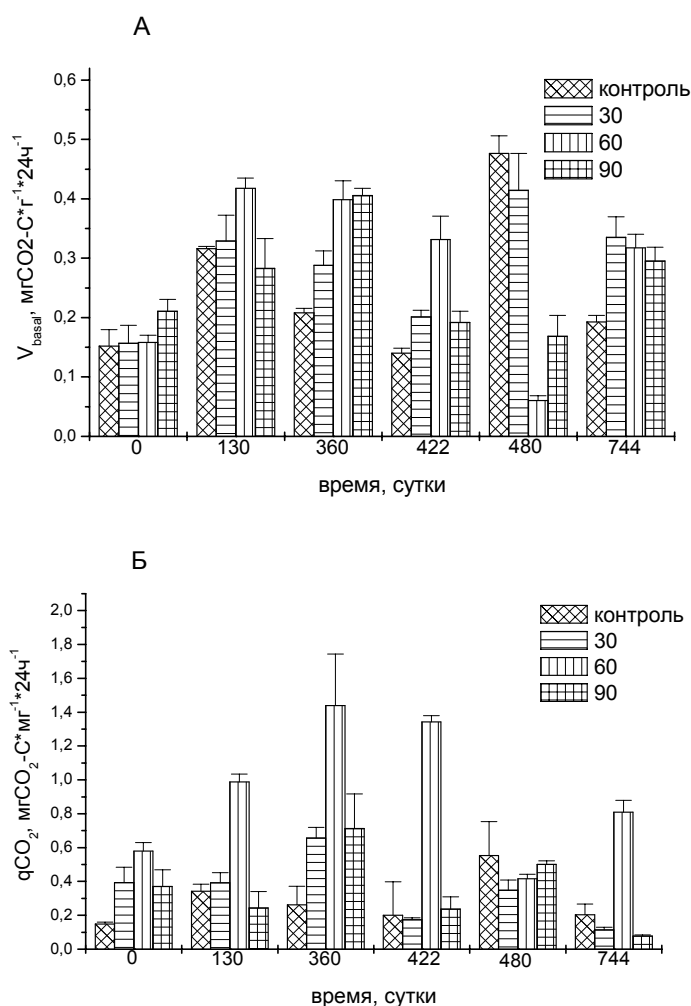 А
0,6
0,5
0,4
0,3
0,2
0,1
0,0
V_basal, мгCO2-C*г^-1*24ч^-1
контроль
30
60
90
0 130 360 422 480 744
время, сутки
Б
2,0
1,8
1,6
1,4
1,2
1,0
0,8
0,6
0,4
0,2
0,0
qCO₂, мгCO₂-C*мг^-1*24ч^-1
контроль
30
60
90
0 130 360 422 480 744
время, сутки